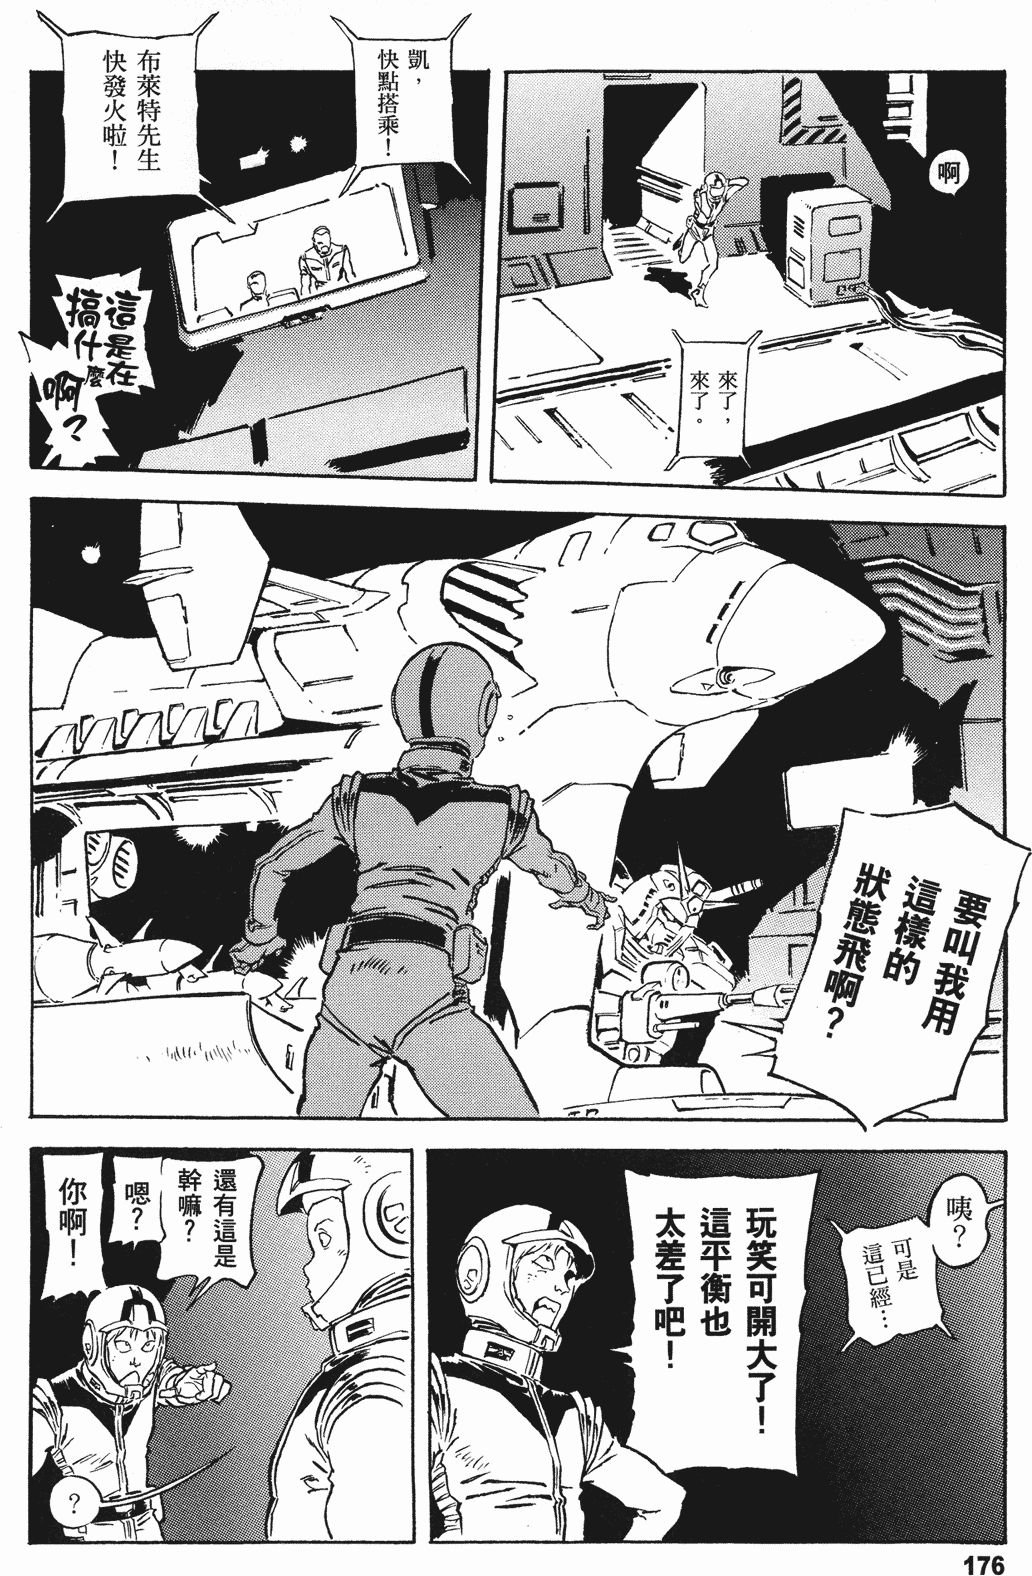 啊
來了，
來了。
凱，
快點搭乘！
布萊特先生
快發火啦！
這是在
搞什麼
啊？
要叫我用
這樣的
狀態飛啊？
咦？
可是
這已經…
玩笑可開大了！
這平衡也
太差了吧！
還有這是
幹嘛？
嗯？
你啊！
？
176